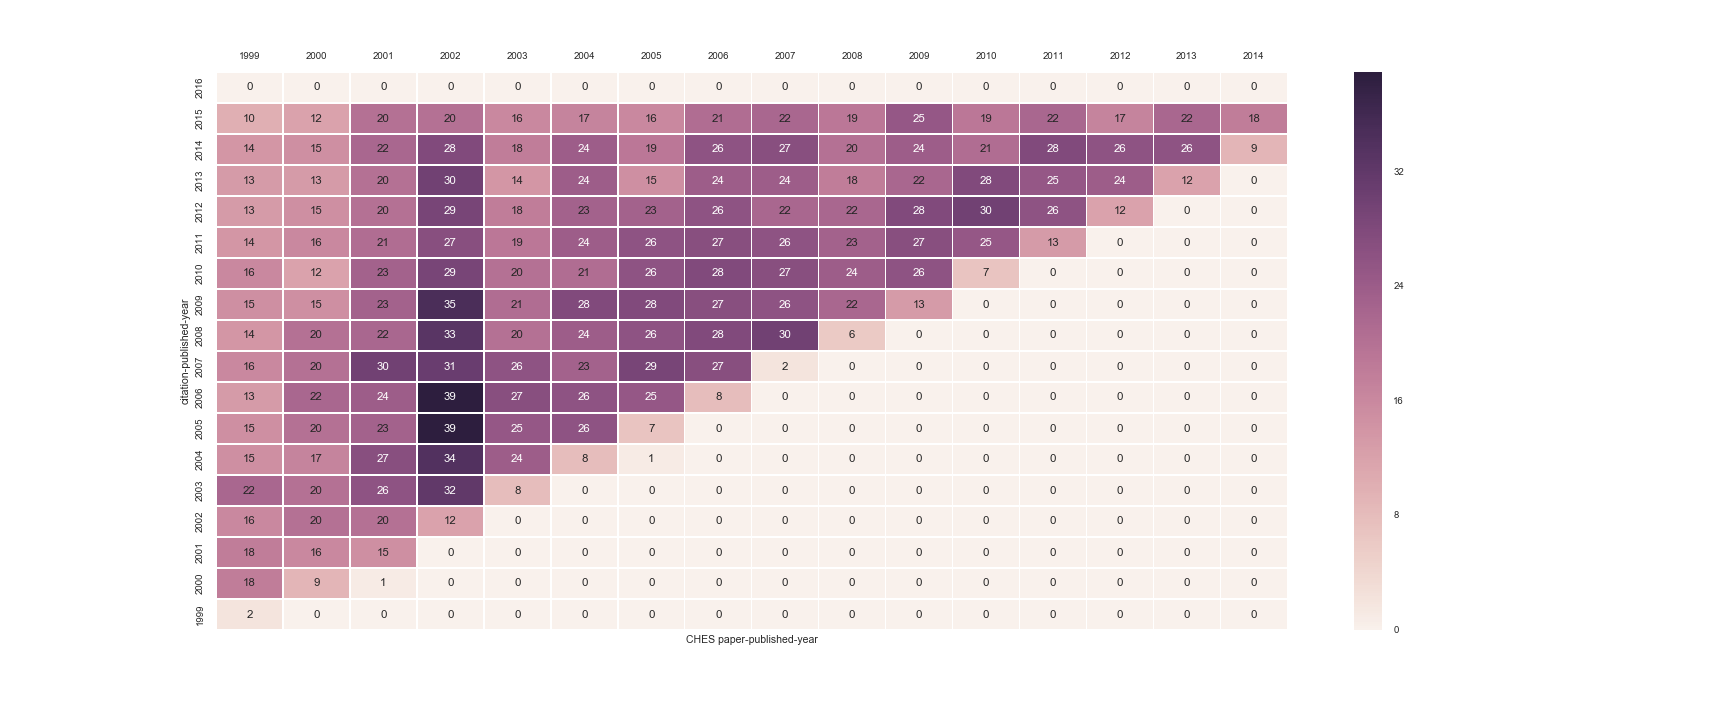 1999 2000 2001 2002 2003 2004 2005 2006 2007 2008 2009 2010 2011 2012 2013 2014
2016 0 0 0 0 0 0 0 0 0 0 0 0 0 0 0 0
2015 10 12 20 20 16 17 16 21 22 19 25 19 22 17 22 18
2014 14 15 22 28 18 24 19 26 27 20 24 21 28 26 26 9
2013 13 13 20 30 14 24 15 24 24 18 22 28 25 24 12 0
32
2012 13 15 20 29 18 23 23 26 22 22 28 30 26 12 0 0
2011 14 16 21 27 19 24 26 27 26 23 27 25 13 0 0 0
2010 16 12 23 29 20 21 26 28 27 24 26 7 0 0 0 0
24
2009 15 15 23 35 21 28 28 27 26 22 13 0 0 0 0 0
2008 14 20 22 33 20 24 26 28 30 6 0 0 0 0 0 0
citation-published-year
2007 16 20 30 31 26 23 29 27 2 0 0 0 0 0 0 0
2006 13 22 24 39 27 26 25 8 0 0 0 0 0 0 0 0
16
2005 15 20 23 39 25 26 7 0 0 0 0 0 0 0 0 0
2004 15 17 27 34 24 8 1 0 0 0 0 0 0 0 0 0
2003 22 20 26 32 8 0 0 0 0 0 0 0 0 0 0 0
8
2002 16 20 20 12 0 0 0 0 0 0 0 0 0 0 0 0
2001 18 16 15 0 0 0 0 0 0 0 0 0 0 0 0 0
2000 18 9 1 0 0 0 0 0 0 0 0 0 0 0 0 0
1999 2 0 0 0 0 0 0 0 0 0 0 0 0 0 0 0
0
CHES paper-published-year